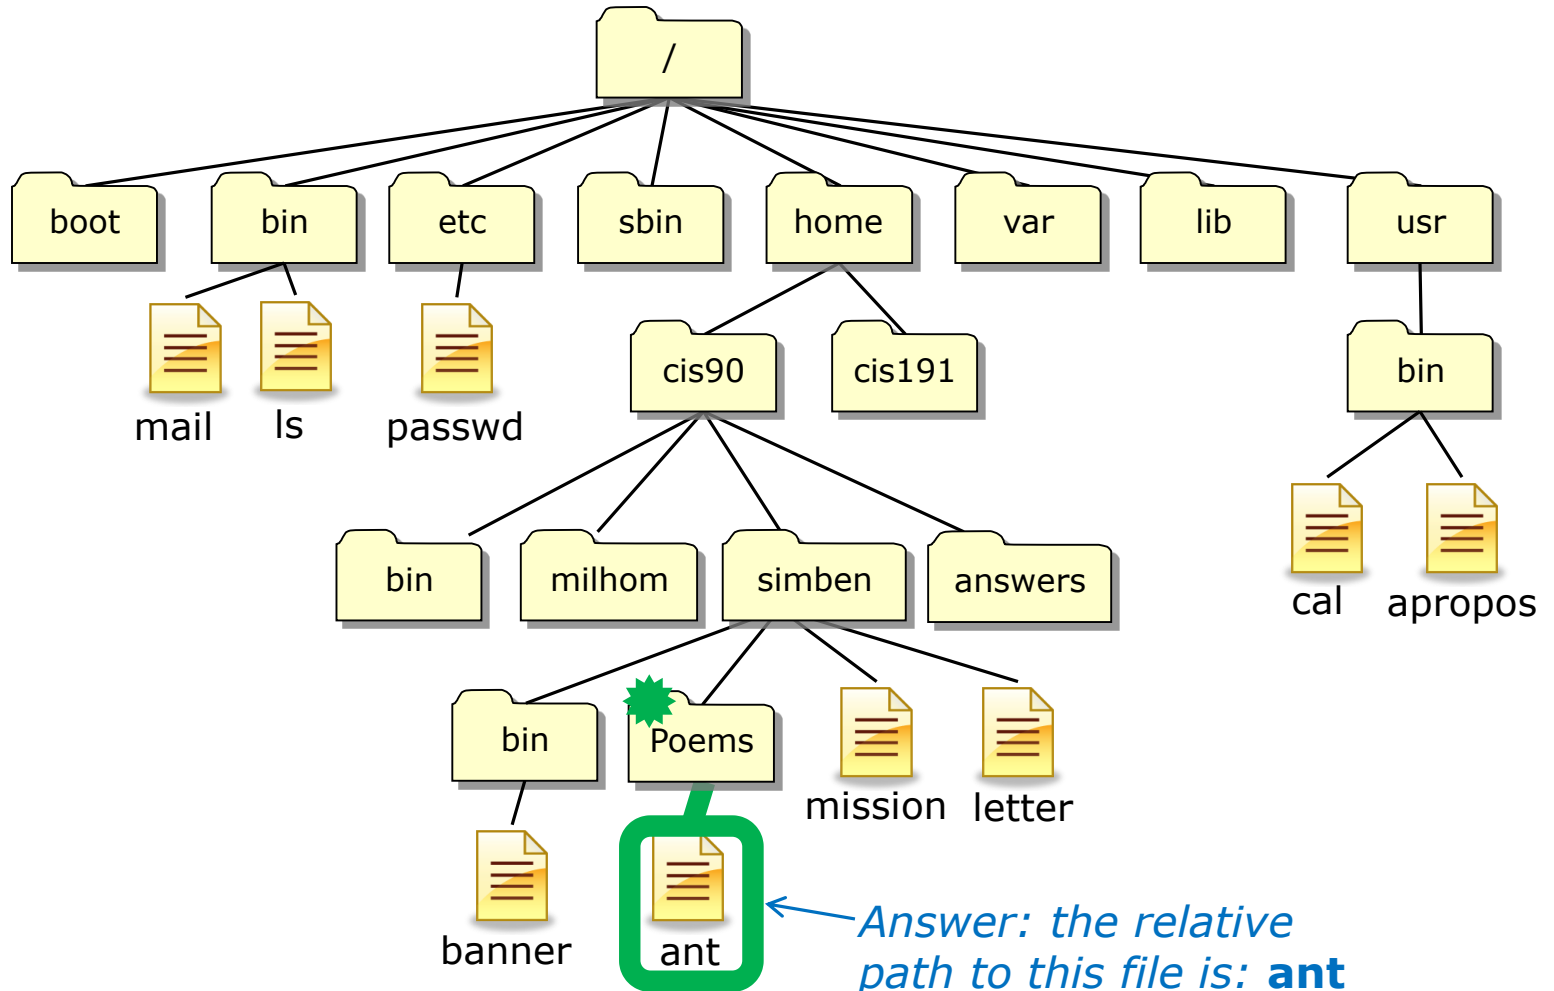 /
boot
bin
etc
sbin
home
var
lib
usr
mail
ls
passwd
cis90
cis191
bin
cal
apropos
bin
milhom
simben
answers
bin
Poems
mission
letter
banner
ant
Answer: the relative
path to this file is: ant